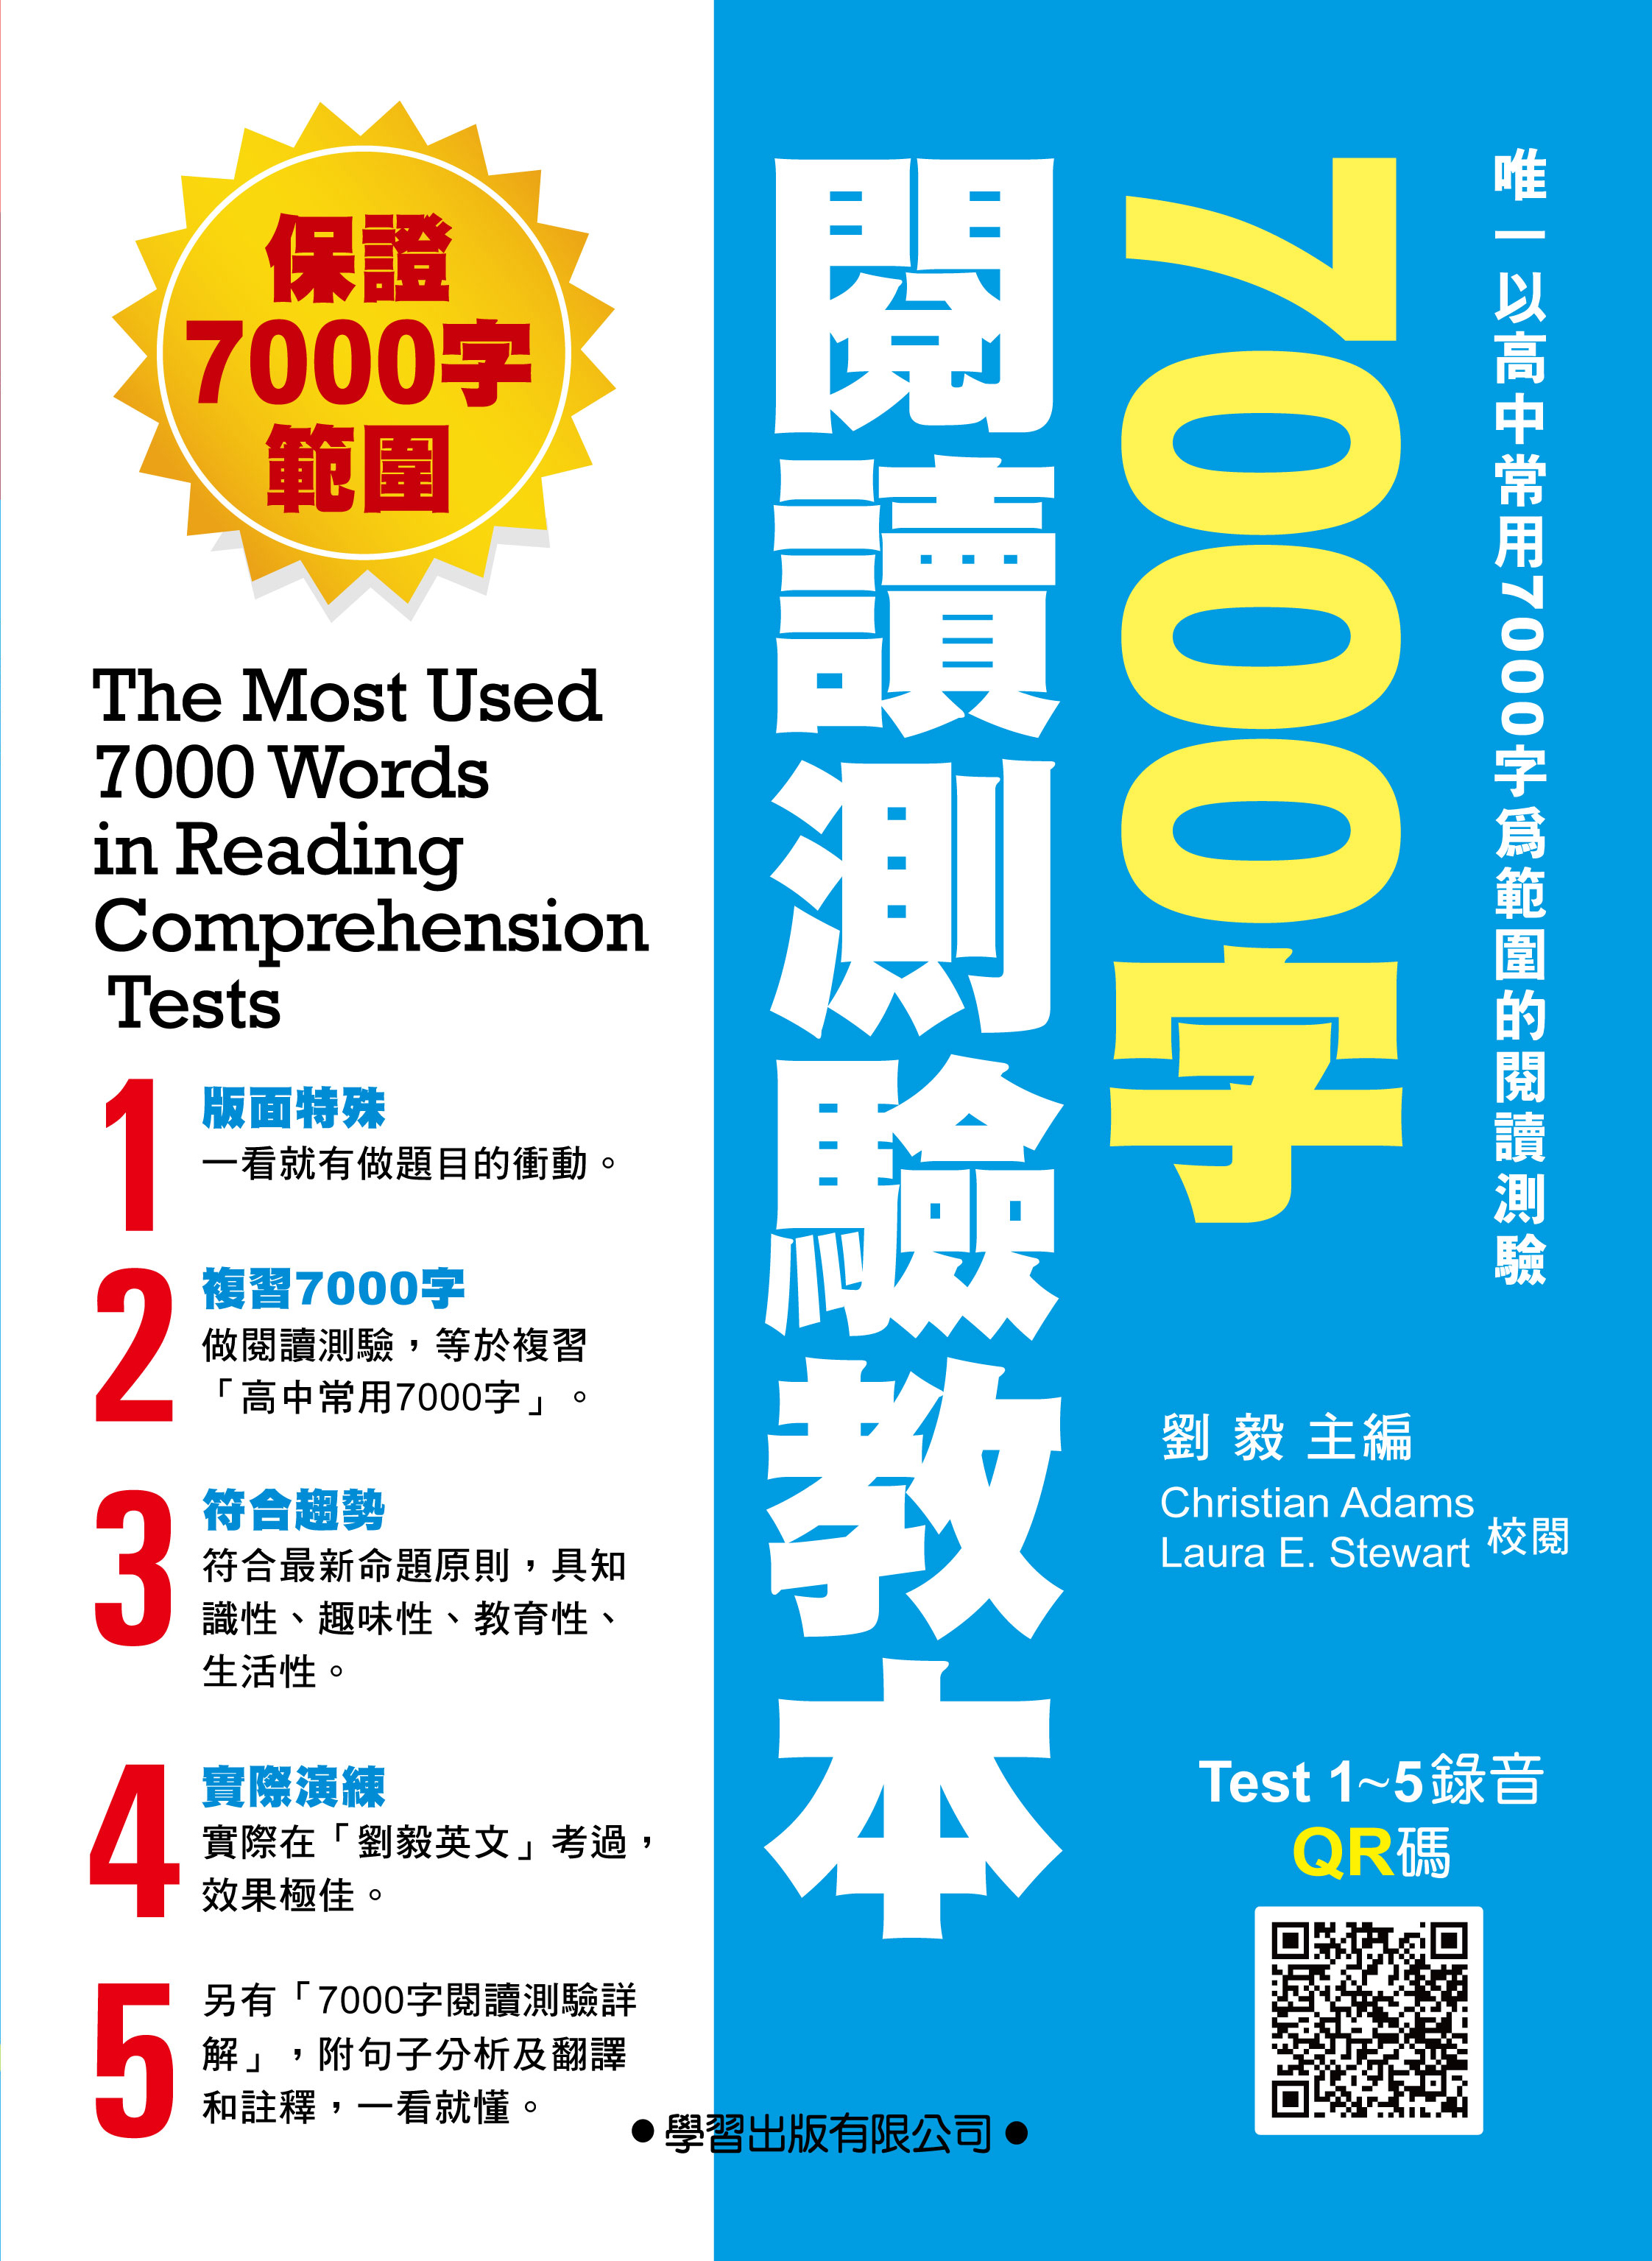 唯一以高中常用7000字為範圍的閱讀測驗
7000字
閱讀測驗教本
保證
7000字
範圍
The Most Used
7000 Words
in Reading
Comprehension
Tests
1
版面特殊
一看就有做題目的衝動。
2
複習7000字
做閱讀測驗，等於複習
「高中常用7000字」。
3
符合趨勢
符合最新命題原則，具知
識性、趣味性、教育性、
生活性。
4
實際演練
實際在「劉毅英文」考過，
效果極佳。
5
另有「7000字閱讀測驗詳
解」，附句子分析及翻譯
和註釋，一看就懂。
劉 毅 主編
Christian Adams
Laura E. Stewart 校閱
Test 1~5錄音
QR碼
●學習出版有限公司●